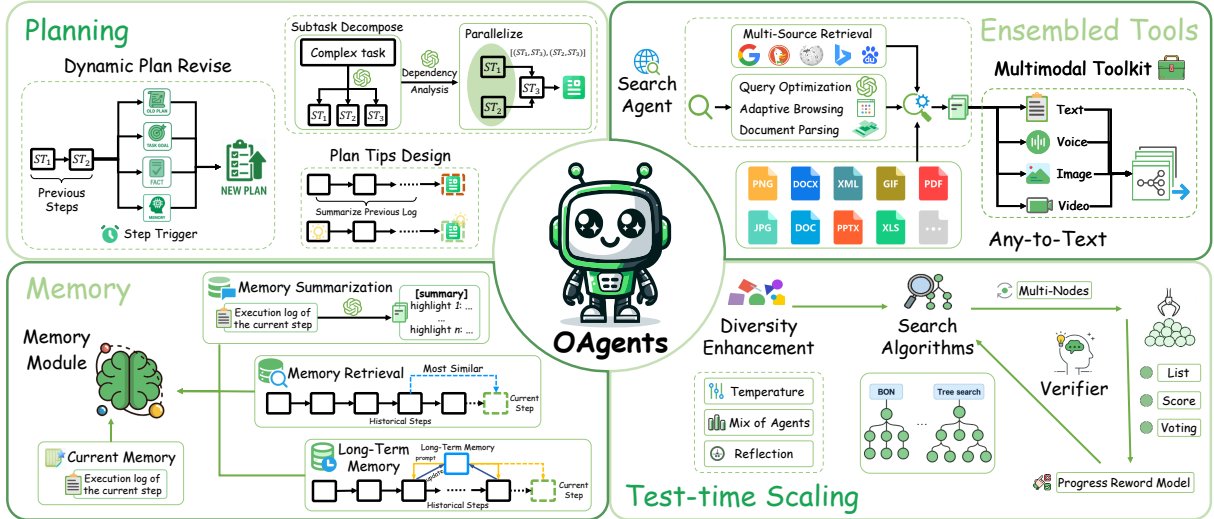 Planning
Dynamic Plan Revise
OLD PLAN
TASK GOAL
FACT
MEMORY
ST1
ST2
Previous
Steps
NEW PLAN
Step Trigger
Subtask Decompose
Complex task
ST1
ST2
ST3
Dependency
Analysis
Parallelize
[(ST1, ST3), (ST2, ST3)]
ST1
ST2
ST3
Plan Tips Design
Summarize Previous Log
Ensembled Tools
Search
Agent
Multi-Source Retrieval
Query Optimization
Adaptive Browsing
Document Parsing
PNG
DOCX
XML
GIF
PDF
JPG
DOC
PPTX
XLS
...
Multimodal Toolkit
Text
Voice
Image
Video
Any-to-Text
OAgents
Memory
Memory
Module
Memory Summarization
Execution log of
the current step
[summary]
highlight 1: ...
...
highlight n: ...
Memory Retrieval
Most Similar
Current
Step
Historical Steps
Current Memory
Execution log of
the current step
Long-Term
Memory
Long-Term Memory
prompt
update
Current
Step
Historical Steps
Diversity
Enhancement
Temperature
Mix of Agents
Reflection
Search
Algorithms
BON
...
Tree search
Multi-Nodes
Verifier
List
Score
Voting
Progress Reword Model
Test-time Scaling